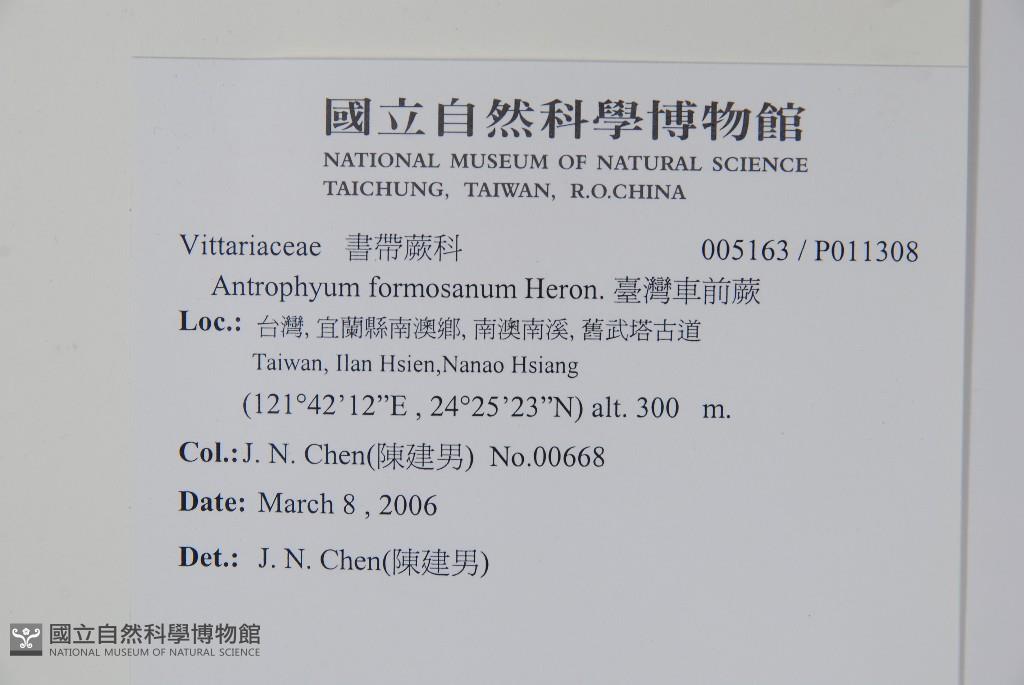 國立自然科學博物館
NATIONAL MUSEUM OF NATURAL SCIENCE
TAICHUNG, TAIWAN, R.O.CHINA
Vittariaceae 書帶蕨科 005163 / P011308
Antrophyum formosanum Heron. 臺灣車前蕨
Loc.: 台灣, 宜蘭縣南澳鄉, 南澳南溪, 舊武塔古道
Taiwan, Ilan Hsien,Nanao Hsiang
(121°42’12”E , 24°25’23”N) alt. 300 m.
Col.: J. N. Chen(陳建男) No.00668
Date: March 8 , 2006
Det.: J. N. Chen(陳建男)
國立自然科學博物館
NATIONAL MUSEUM OF NATURAL SCIENCE